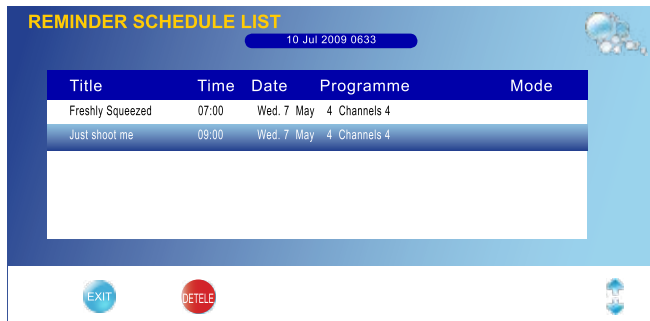 REMINDER SCHEDULE LIST
10 Jul 2009 0633
Title Time Date Programme Mode
Freshly Squeezed 07:00 Wed. 7 May 4 Channels 4
Just shoot me 09:00 Wed. 7 May 4 Channels 4
EXIT DETELE